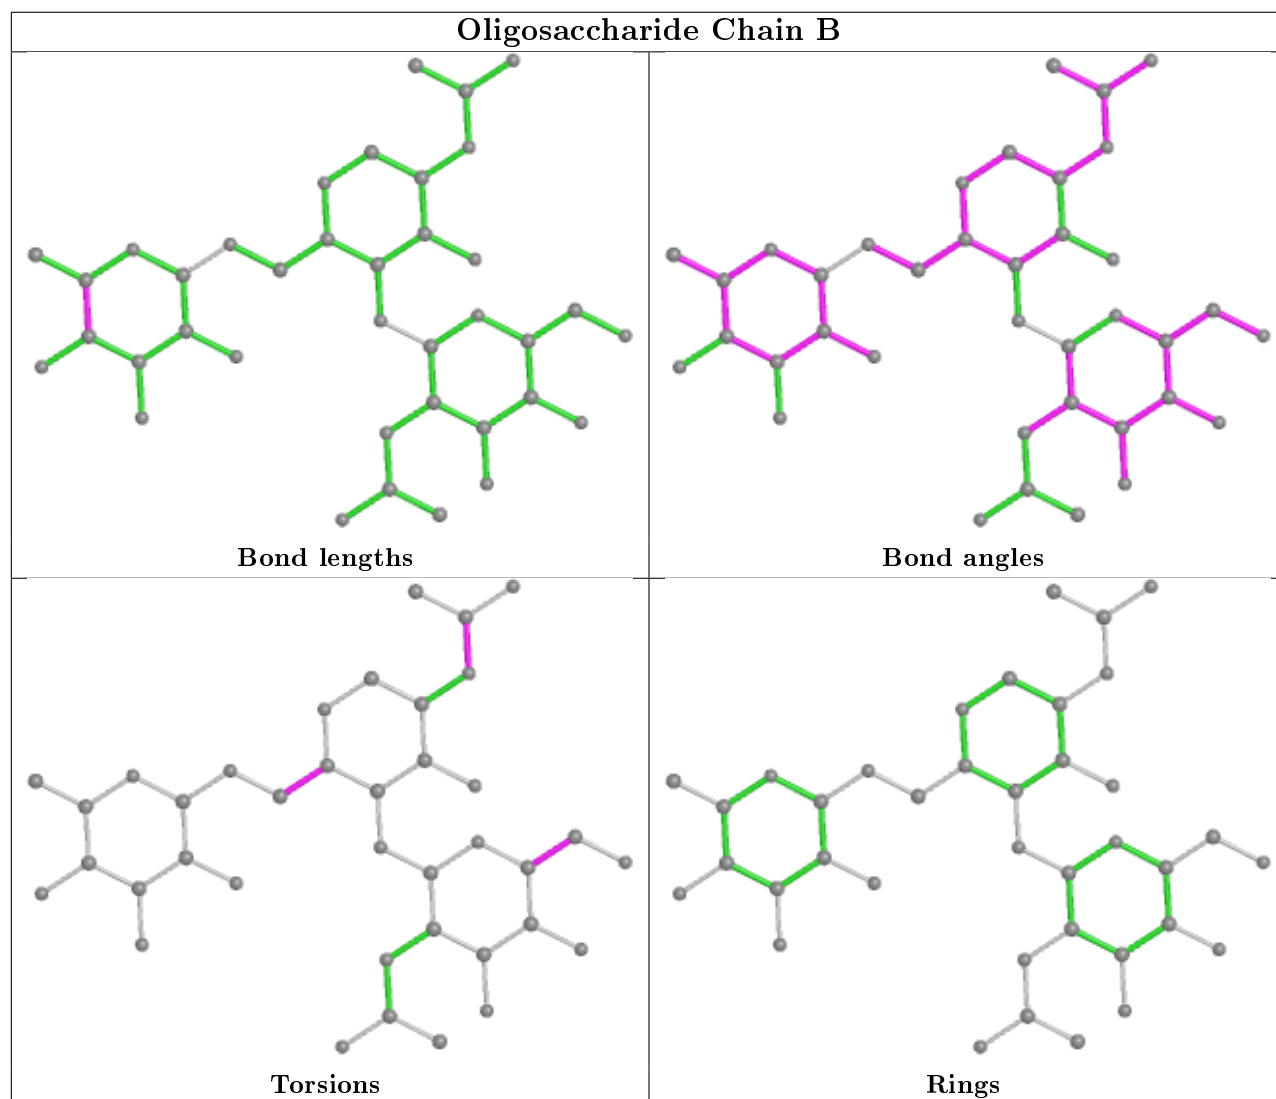 Oligosaccharide Chain B
Bond lengths
Bond angles
Torsions
Rings